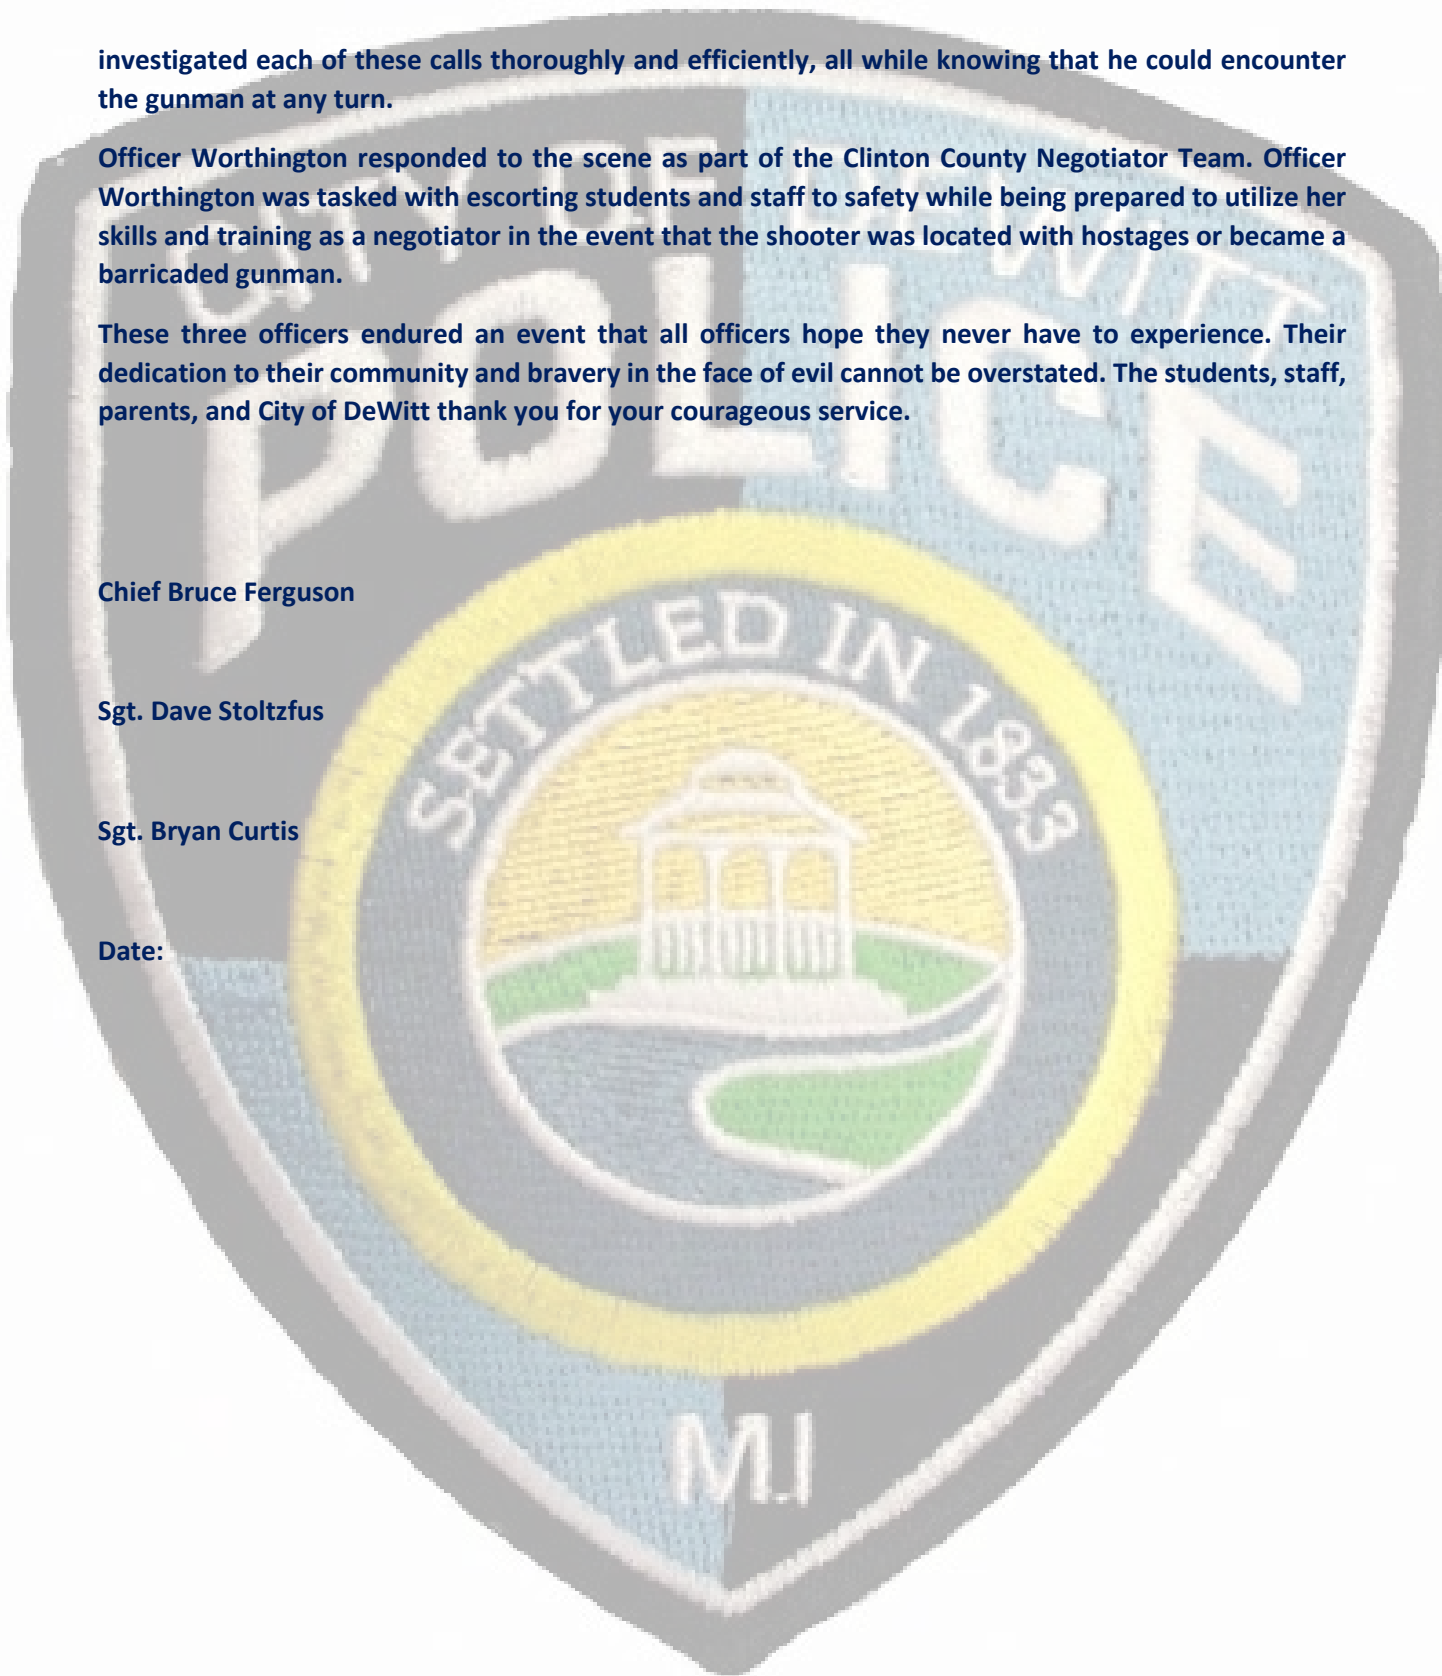 investigated each of these calls thoroughly and efficiently, all while knowing that he could encounter
the gunman at any turn.
Officer Worthington responded to the scene as part of the Clinton County Negotiator Team. Officer
Worthington was tasked with escorting students and staff to safety while being prepared to utilize her
skills and training as a negotiator in the event that the shooter was located with hostages or became a
barricaded gunman.
These three officers endured an event that all officers hope they never have to experience. Their
dedication to their community and bravery in the face of evil cannot be overstated. The students, staff,
parents, and City of DeWitt thank you for your courageous service.
Chief Bruce Ferguson
Sgt. Dave Stoltzfus
Sgt. Bryan Curtis
Date:
CITY OF DEWITT
POLICE
SETTLED IN 1833
M.I